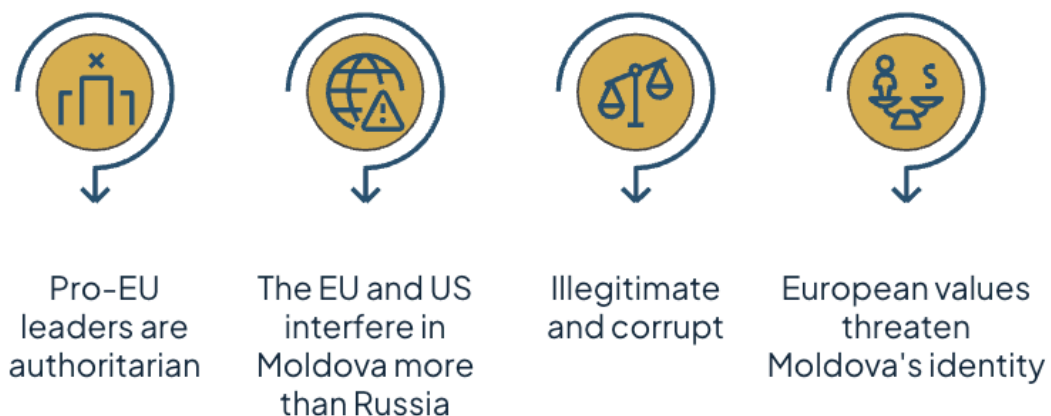 Pro-EU
leaders are
authoritarian
The EU and US
interfere in
Moldova more
than Russia
Illegitimate
and corrupt
European values
threaten
Moldova's identity